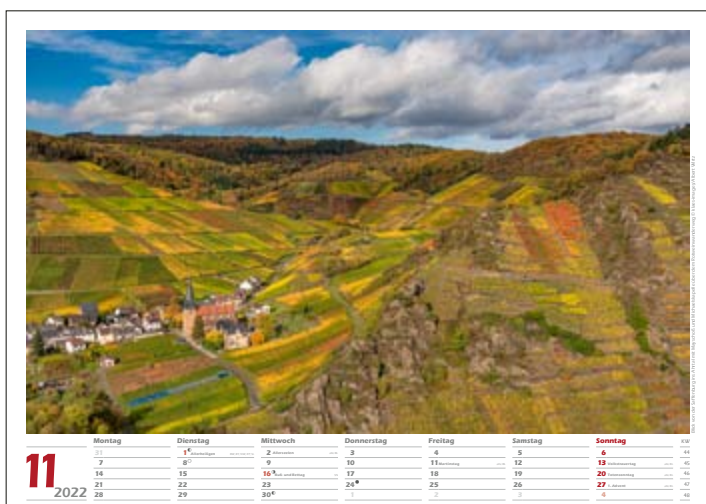 Montag Dienstag Mittwoch Donnerstag Freitag Samstag Sonntag KW
31 1 Allerheiligen 2 Allerseelen 3 4 5 6 44
7 8 9 10 11 Martinstag 12 13 Volkstrauertag 45
14 15 16 Buß- und Bettag 17 18 19 20 Totensonntag 46
21 22 23 24 25 26 27 1. Advent 47
28 29 30 1 2 3 4 48
11
2022